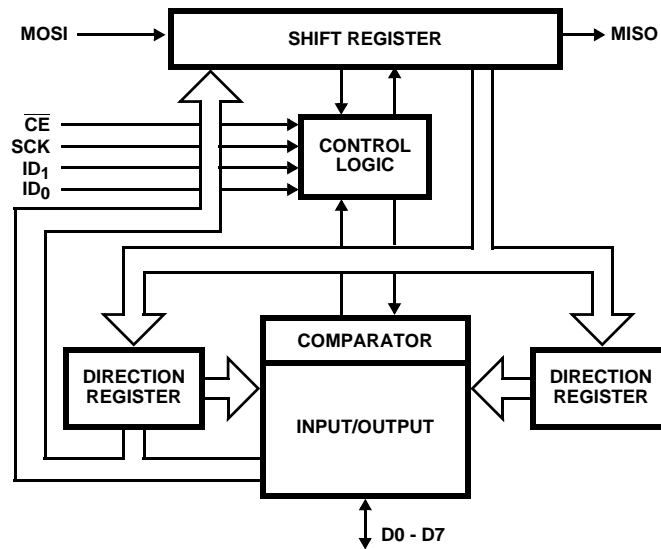 MOSI
SHIFT REGISTER
MISO
CE
SCK
ID1
ID0
CONTROL
LOGIC
COMPARATOR
DIRECTION
REGISTER
INPUT/OUTPUT
DIRECTION
REGISTER
D0 - D7